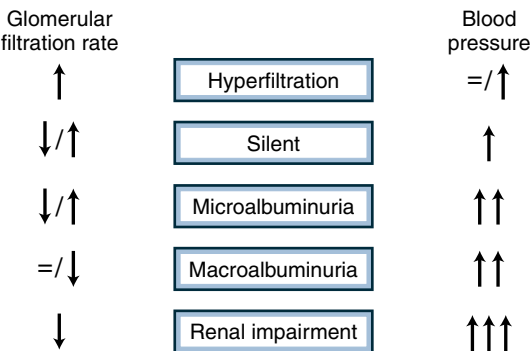 Glomerular
filtration rate
Blood
pressure
↑ Hyperfiltration =/↑
↓/↑ Silent ↑
↓/↑ Microalbuminuria ↑↑
=/↓ Macroalbuminuria ↑↑
↓ Renal impairment ↑↑↑